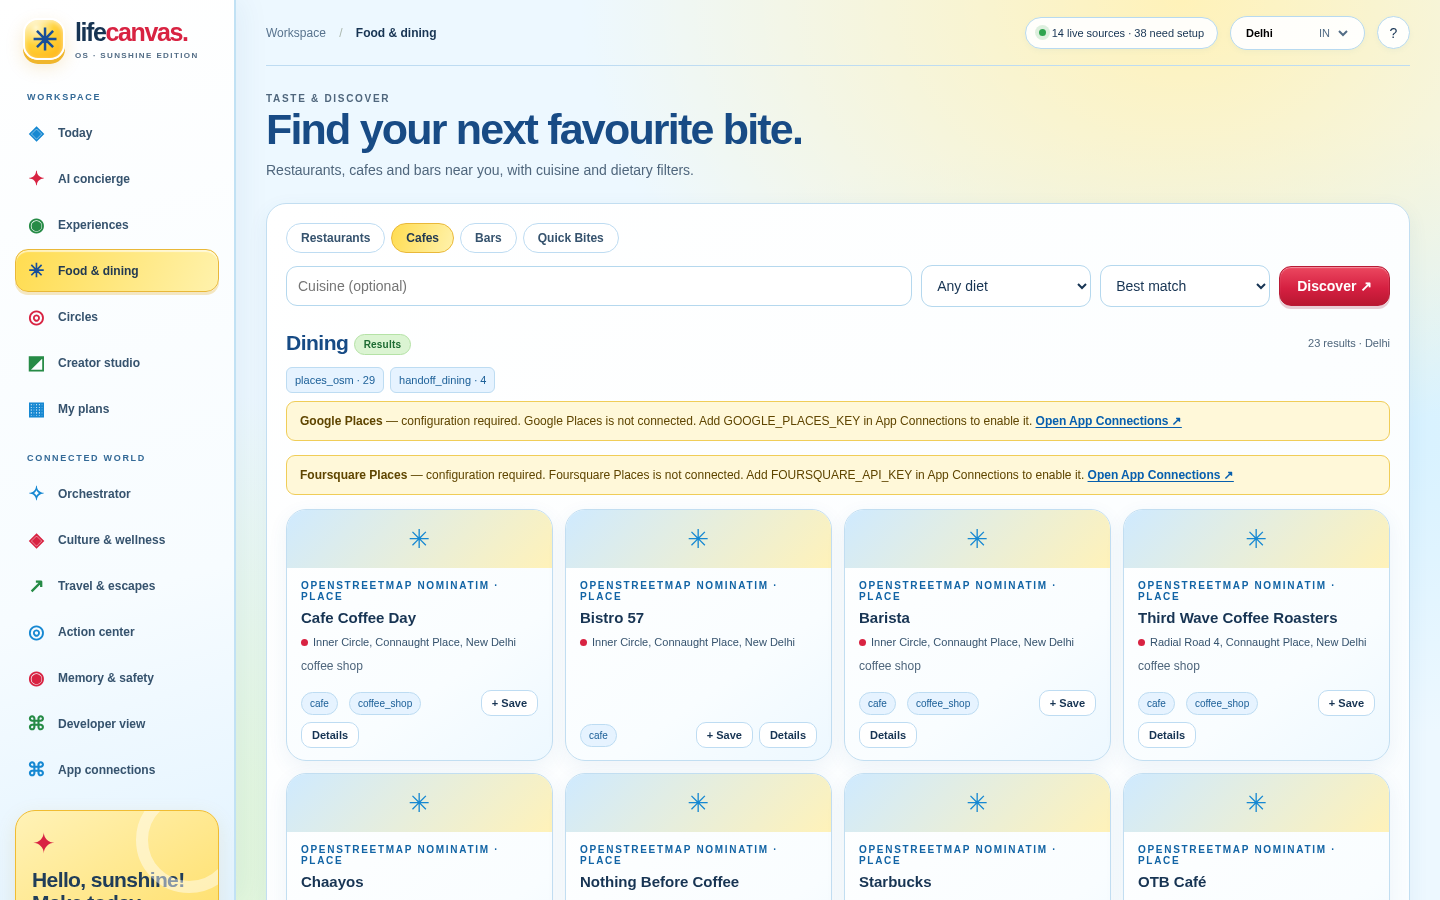 lifecanvas.
OS · SUNSHINE EDITION
WORKSPACE
Today
AI concierge
Experiences
Food & dining
Circles
Creator studio
My plans
CONNECTED WORLD
Orchestrator
Culture & wellness
Travel & escapes
Action center
Memory & safety
Developer view
App connections
Hello, sunshine!
Workspace / Food & dining
14 live sources · 38 need setup
Delhi IN
?
TASTE & DISCOVER
Find your next favourite bite.
Restaurants, cafes and bars near you, with cuisine and dietary filters.
Restaurants Cafes Bars Quick Bites
Cuisine (optional) Any diet Best match Discover ↗
Dining Results 23 results · Delhi
places_osm · 29 handoff_dining · 4
Google Places — configuration required. Google Places is not connected. Add GOOGLE_PLACES_KEY in App Connections to enable it. Open App Connections ↗
Foursquare Places — configuration required. Foursquare Places is not connected. Add FOURSQUARE_API_KEY in App Connections to enable it. Open App Connections ↗
OPENSTREETMAP NOMINATIM ·
PLACE
Cafe Coffee Day
Inner Circle, Connaught Place, New Delhi
coffee shop
cafe coffee_shop + Save
Details
OPENSTREETMAP NOMINATIM ·
PLACE
Bistro 57
Inner Circle, Connaught Place, New Delhi
cafe + Save Details
OPENSTREETMAP NOMINATIM ·
PLACE
Barista
Inner Circle, Connaught Place, New Delhi
coffee shop
cafe coffee_shop + Save
Details
OPENSTREETMAP NOMINATIM ·
PLACE
Third Wave Coffee Roasters
Radial Road 4, Connaught Place, New Delhi
coffee shop
cafe coffee_shop + Save
Details
OPENSTREETMAP NOMINATIM ·
PLACE
Chaayos
OPENSTREETMAP NOMINATIM ·
PLACE
Nothing Before Coffee
OPENSTREETMAP NOMINATIM ·
PLACE
Starbucks
OPENSTREETMAP NOMINATIM ·
PLACE
OTB Café